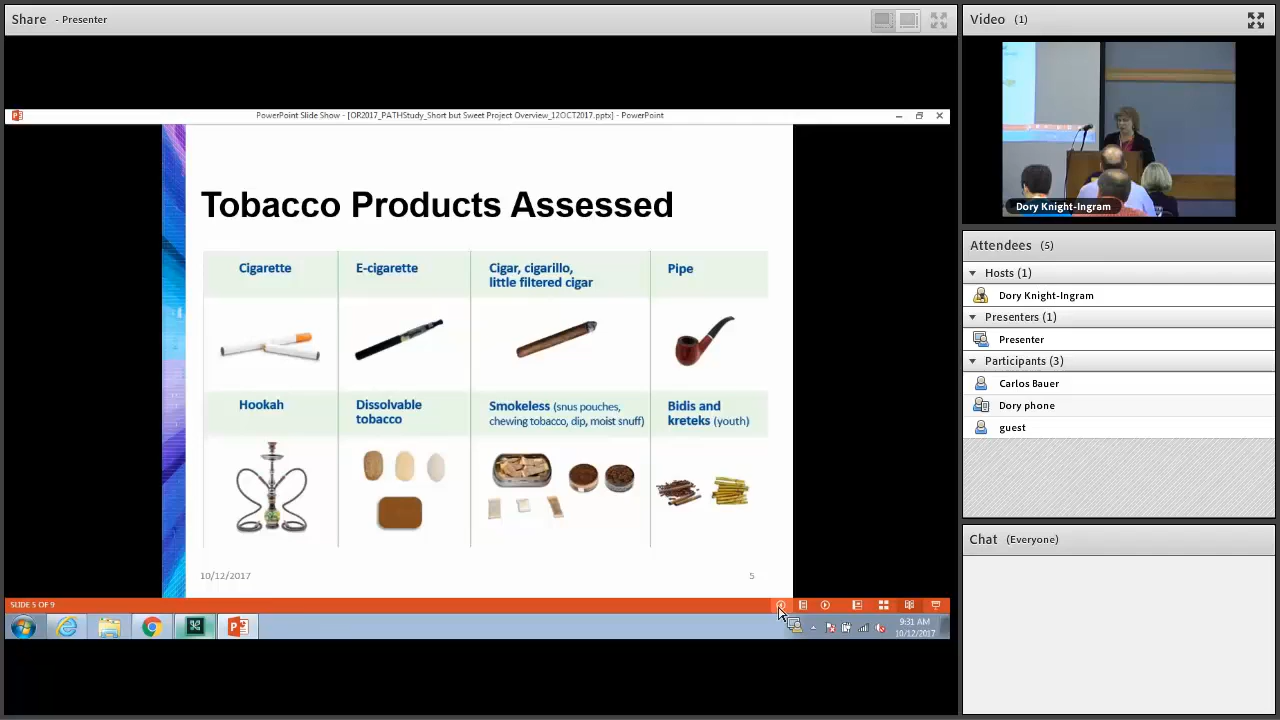 Share - Presenter
PowerPoint Slide Show - [OR2017_PATHStudy_Short but Sweet Project Overview_12OCT2017.pptx] - PowerPoint
Tobacco Products Assessed
Cigarette
E-cigarette
Cigar, cigarillo,
little filtered cigar
Pipe
Hookah
Dissolvable
tobacco
Smokeless (snus pouches,
chewing tobacco, dip, moist snuff)
Bidis and
kreteks (youth)
10/12/2017
5
SLIDE 5 OF 9
9:31 AM
10/12/2017
Video (1)
Dory Knight-Ingram
Attendees (5)
Hosts (1)
Dory Knight-Ingram
Presenters (1)
Presenter
Participants (3)
Carlos Bauer
Dory phone
guest
Chat (Everyone)